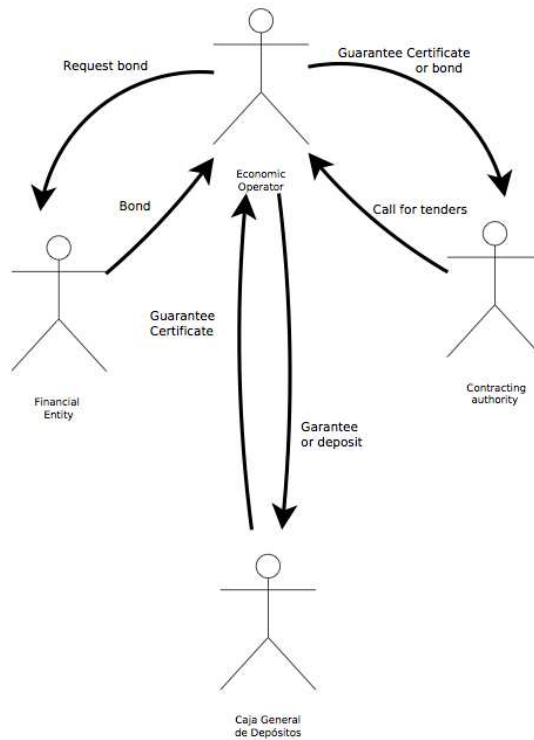 Request bond
Guarantee Certificate
or bond
Economic
Operator
Bond
Call for tenders
Guarantee
Certificate
Financial
Entity
Contracting
authority
Garantee
or deposit
Caja General
de Depósitos